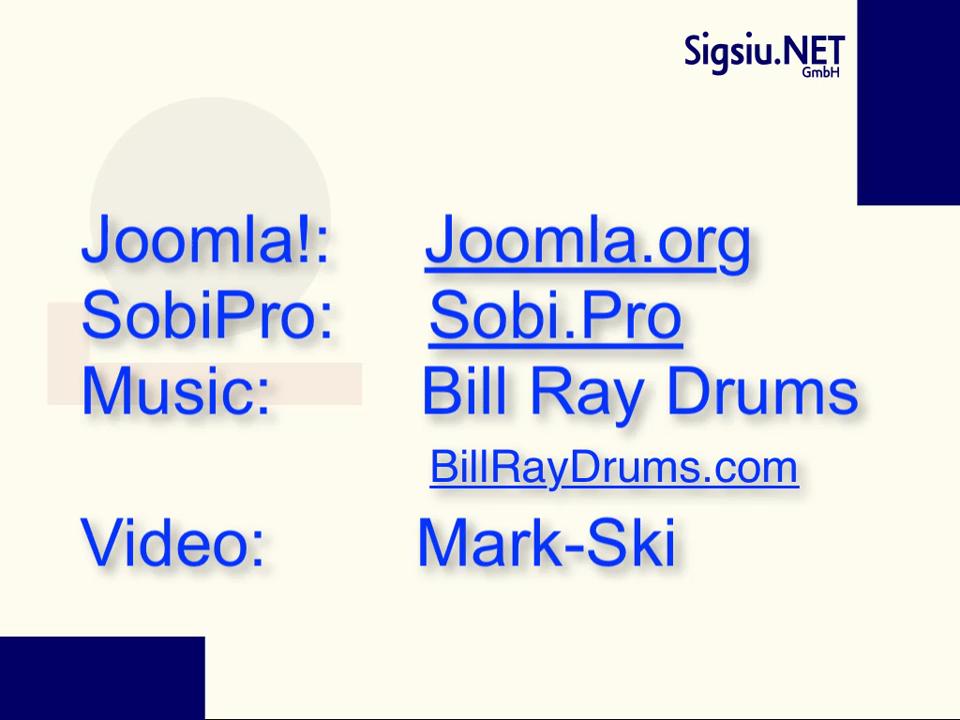 Sigsiu.NET
GmbH
Joomla!: Joomla.org
SobiPro: Sobi.Pro
Music: Bill Ray Drums
BillRayDrums.com
Video: Mark-Ski